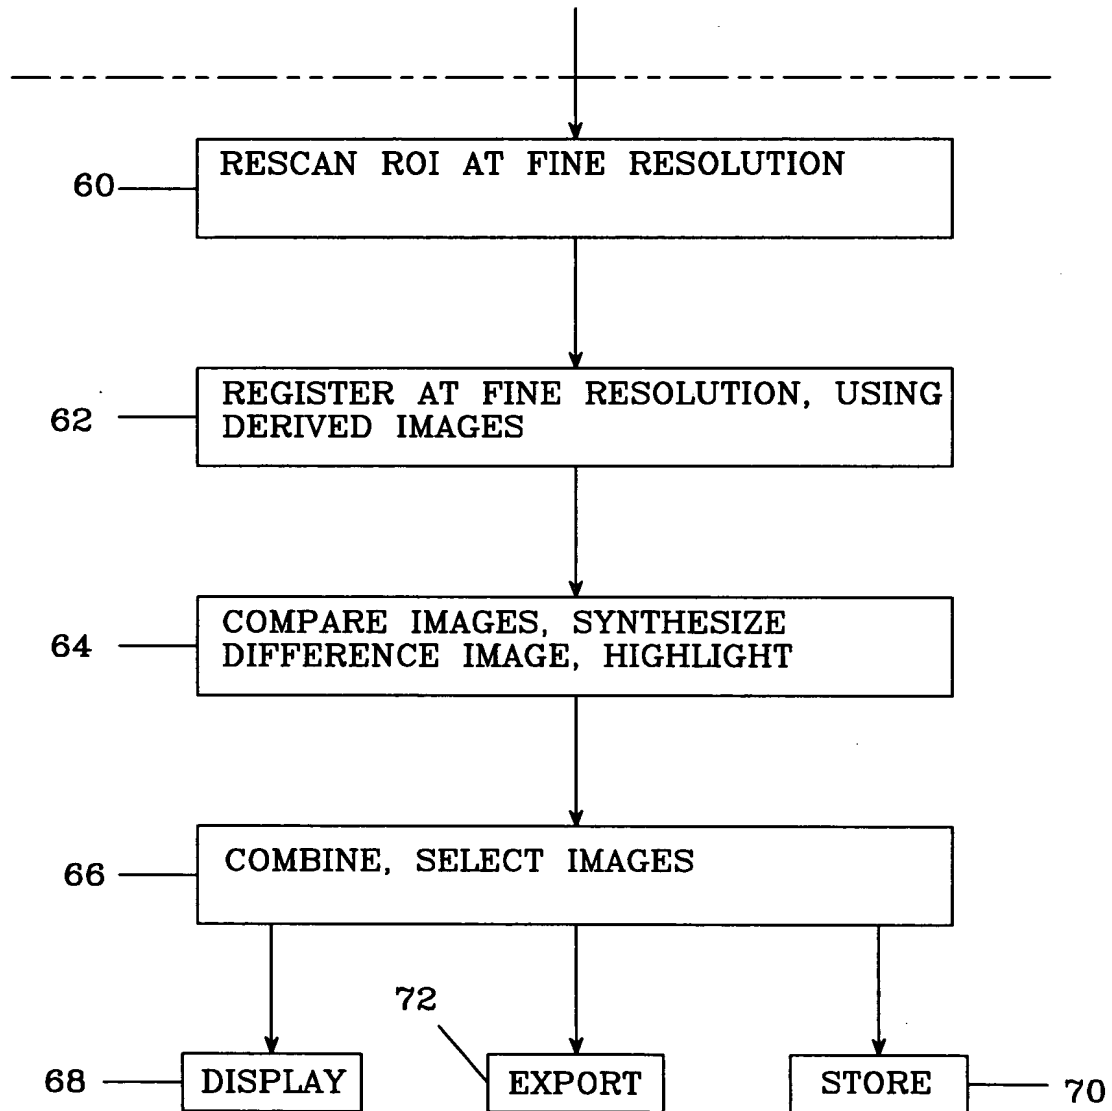 RESCAN ROI AT FINE RESOLUTION
60
REGISTER AT FINE RESOLUTION, USING
DERIVED IMAGES
62
COMPARE IMAGES, SYNTHESIZE
DIFFERENCE IMAGE, HIGHLIGHT
64
COMBINE, SELECT IMAGES
66
72
68
DISPLAY
EXPORT
STORE
70